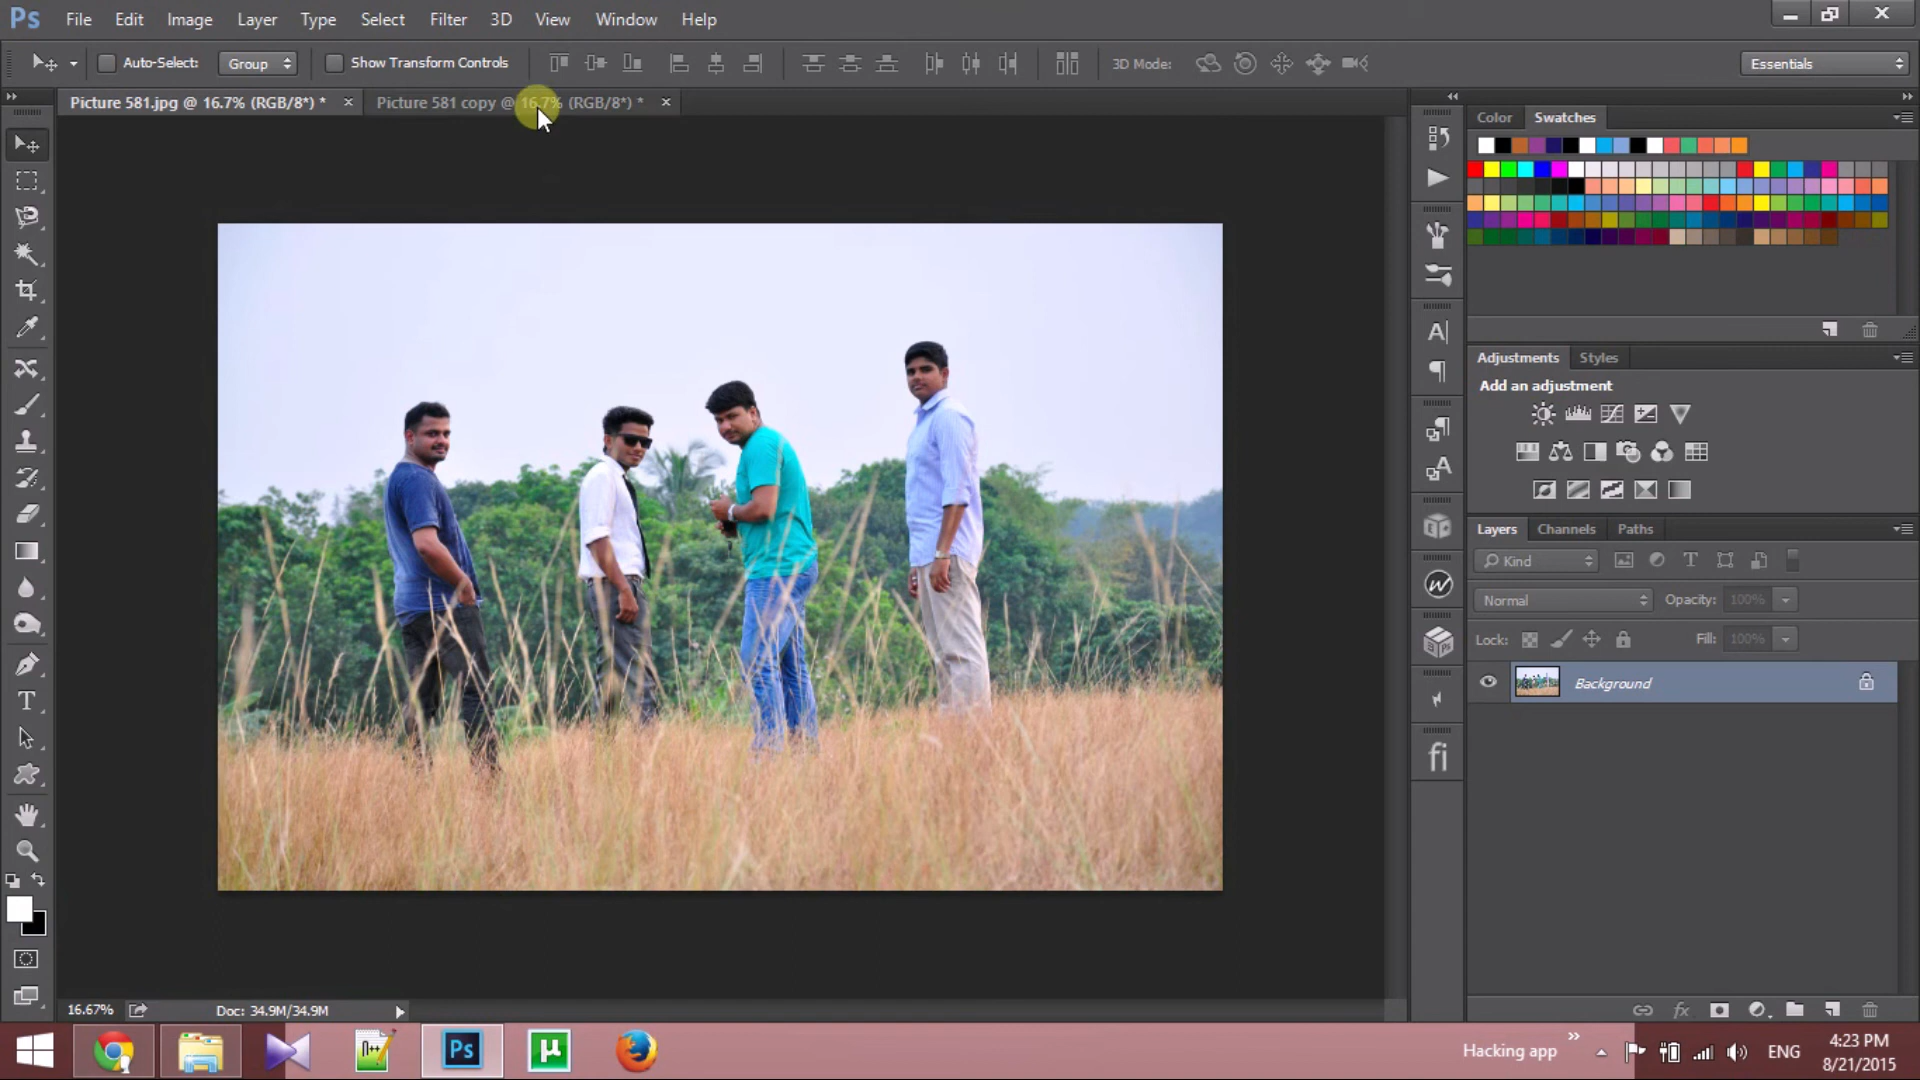 Ps File Edit Image Layer Type Select Filter 3D View Window Help
Auto-Select: Group Show Transform Controls 3D Mode: Essentials
Picture 581.jpg @ 16.7% (RGB/8*) * × Picture 581 copy @ 16.7% (RGB/8*) * ×
Color Swatches
Adjustments Styles
Add an adjustment
Layers Channels Paths
Kind
Normal Opacity: 100%
Lock: Fill: 100%
Background
16.67% Doc: 34.9M/34.9M
Hacking app » ENG 4:23 PM
8/21/2015